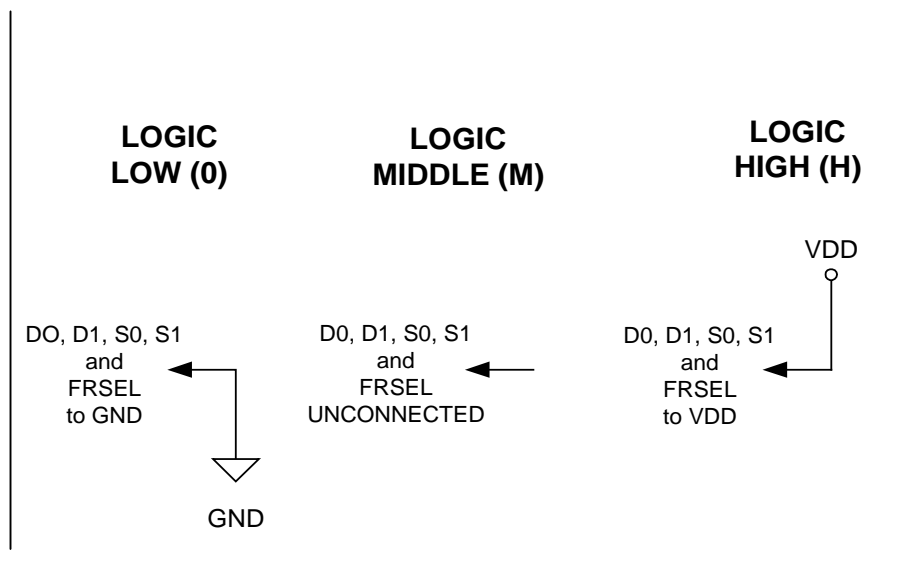 LOGIC
LOW (0)
LOGIC
MIDDLE (M)
LOGIC
HIGH (H)
VDD
DO, D1, S0, S1
and
FRSEL
to GND
D0, D1, S0, S1
and
FRSEL
UNCONNECTED
D0, D1, S0, S1
and
FRSEL
to VDD
GND